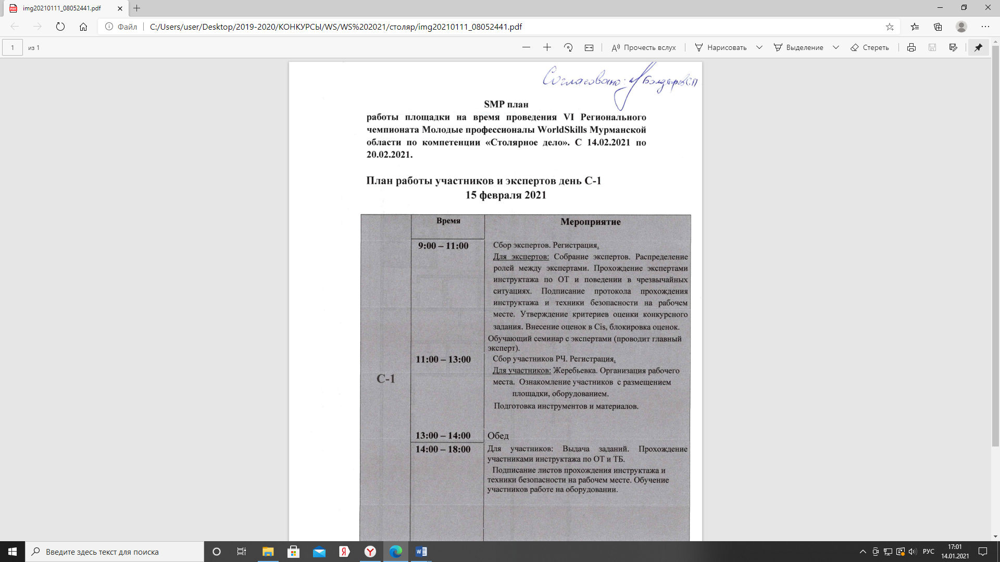 img20210111_08052441.pdf
Файл
C:/Users/user/Desktop/2019-2020/КОНКУРСЫ/WS/WS%202021/столяр/img20210111_08052441.pdf
1 из 1
Прочесть вслух
Нарисовать
Выделение
Стереть
Согласовано: Болдырев С.П
SMP план
работы площадки на время проведения VI Регионального
чемпионата Молодые профессионалы WorldSkills Мурманской
области по компетенции «Столярное дело». С 14.02.2021 по
20.02.2021.
План работы участников и экспертов день С-1
15 февраля 2021
Время
Мероприятие
С-1
9:00 – 11:00
Сбор экспертов. Регистрация.
Для экспертов: Собрание экспертов. Распределение
ролей между экспертами. Прохождение экспертами
инструктажа по ОТ и поведении в чрезвычайных
ситуациях. Подписание протокола прохождения
инструктажа и техники безопасности на рабочем
месте. Утверждение критериев оценки конкурсного
задания. Внесение оценок в Cis, блокировка оценок.
Обучающий семинар с экспертами (проводит главный
эксперт).
11:00 – 13:00
Сбор участников РЧ. Регистрация.
Для участников: Жеребьевка. Организация рабочего
места. Ознакомление участников с размещением
площадки, оборудованием.
Подготовка инструментов и материалов.
13:00 – 14:00
Обед
14:00 – 18:00
Для участников: Выдача заданий. Прохождение
участниками инструктажа по ОТ и ТБ.
Подписание листов прохождения инструктажа и
техники безопасности на рабочем месте. Обучение
участников работе на оборудовании.
Введите здесь текст для поиска
РУС
17:01
14.01.2021